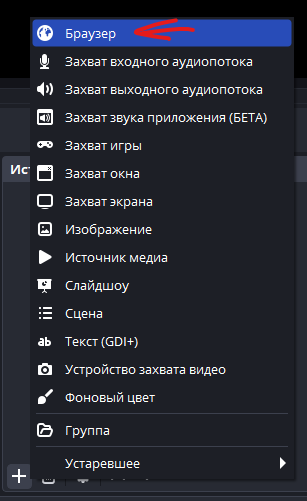 Браузер
Захват входного аудиопотока
Захват выходного аудиопотока
Захват звука приложения (БЕТА)
Захват игры
Захват окна
Ист
Захват экрана
Изображение
Источник медиа
Слайдшоу
Сцена
Текст (GDI+)
Устройство захвата видео
Фоновый цвет
Группа
Устаревшее